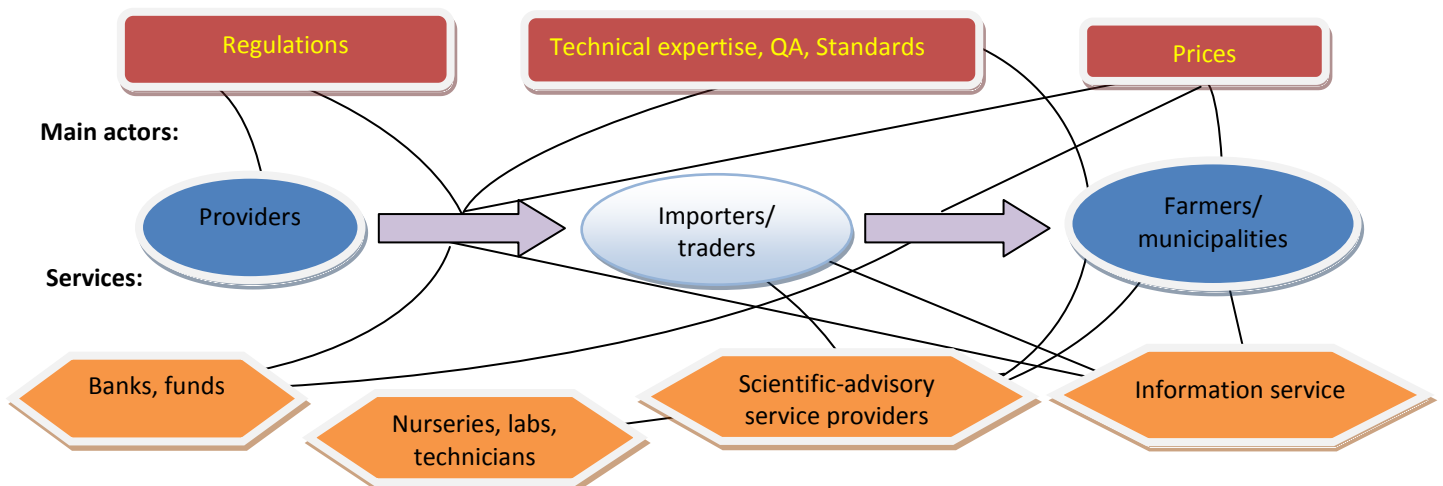 Regulations
Technical expertise, QA, Standards
Prices
Main actors:
Providers
Importers/
traders
Farmers/
municipalities
Services:
Banks, funds
Nurseries, labs,
technicians
Scientific-advisory
service providers
Information service